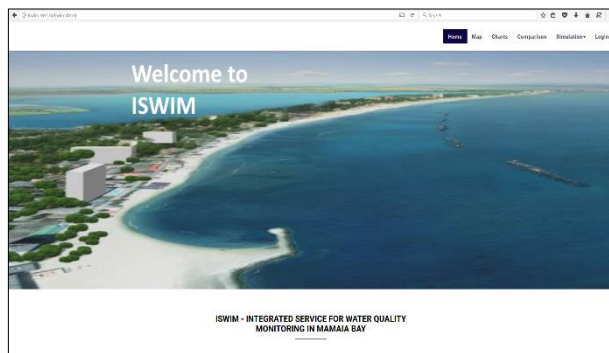 Search
Home Map Charts Comparison Simulation Login
Welcome to
ISWIM
ISWIM - INTEGRATED SERVICE FOR WATER QUALITY
MONITORING IN MAMAIA BAY